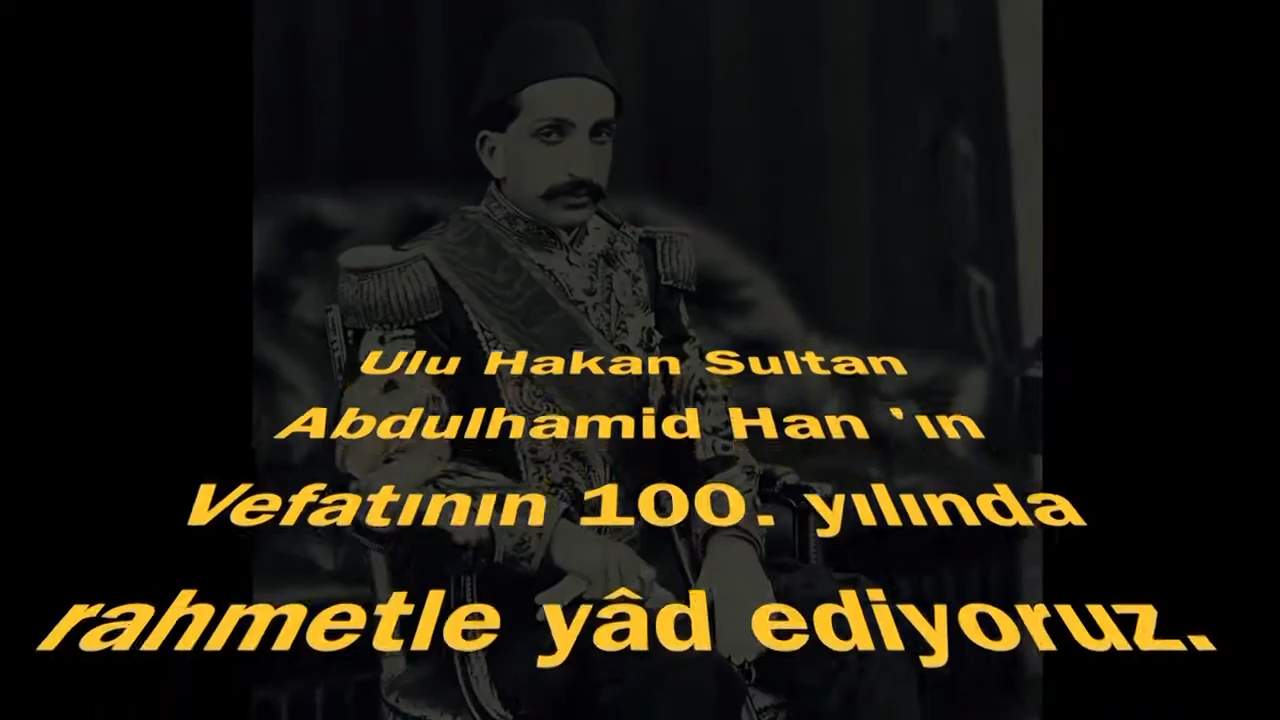 Ulu Hakan Sultan
Abdulhamid Han 'ın
Vefatının 100. yılında
rahmetle yâd ediyoruz.